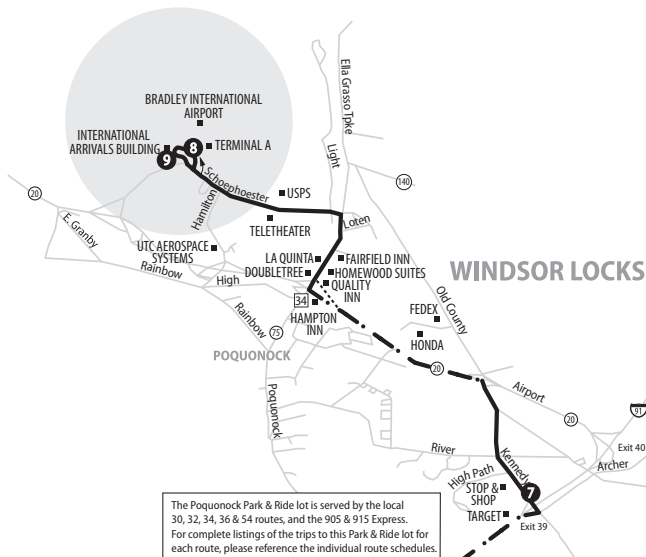 Ella Grasso Tpke
BRADLEY INTERNATIONAL
AIRPORT
INTERNATIONAL
ARRIVALS BUILDING
8
9
TERMINAL A
Light
140
20
Schoephoester
USPS
Hamilton
Loten
TELETHEATER
E. Granby
UTC AEROSPACE
SYSTEMS
Rainbow
High
LA QUINTA
DOUBLETREE
FAIRFIELD INN
HOMEWOOD SUITES
QUALITY
INN
WINDSOR LOCKS
34
HAMPTON
INN
Rainbow
75
POQUONOCK
Old County
FEDEX
HONDA
20
Poquonock
Airport
20
91
River
Kennedy
Exit 40
Archer
High Path
7
STOP &
SHOP
TARGET
Exit 39
The Poquonock Park & Ride lot is served by the local
30, 32, 34, 36 & 54 routes, and the 905 & 915 Express.
For complete listings of the trips to this Park & Ride lot for
each route, please reference the individual route schedules.